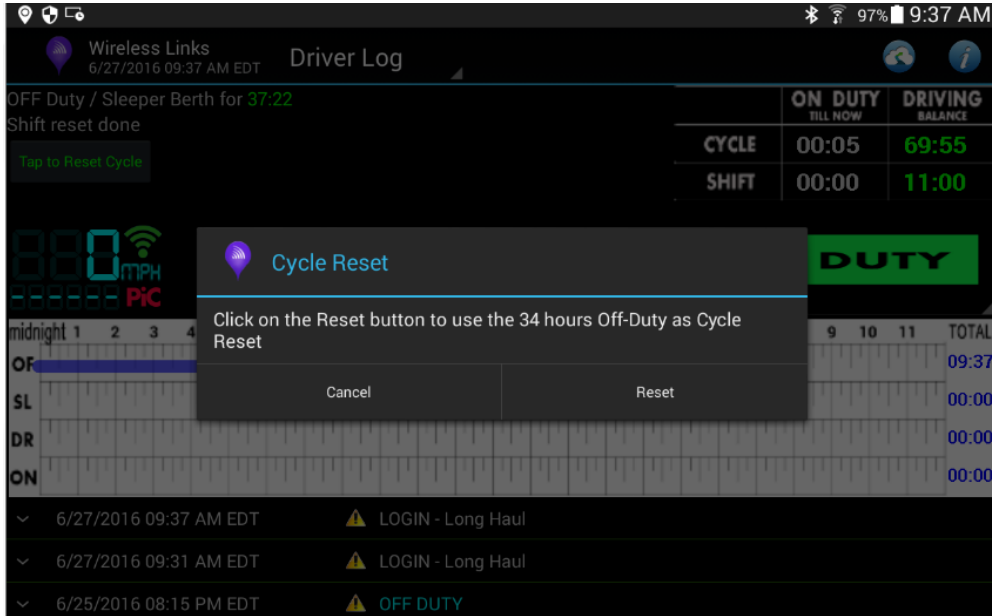 97% 9:37 AM
Wireless Links
6/27/2016 09:37 AM EDT
Driver Log
OFF Duty / Sleeper Berth for 37:22
Shift reset done
Tap to Reset Cycle
ON DUTY DRIVING
TILL NOW BALANCE
CYCLE 00:05 69:55
SHIFT 00:00 11:00
0 MPH
PiC
DUTY
Cycle Reset
Click on the Reset button to use the 34 hours Off-Duty as Cycle
Reset
Cancel Reset
midnight 1 2 3 4 9 10 11 TOTAL
OF 09:37
SL 00:00
DR 00:00
ON 00:00
6/27/2016 09:37 AM EDT LOGIN - Long Haul
6/27/2016 09:31 AM EDT LOGIN - Long Haul
6/25/2016 08:15 PM EDT OFF DUTY